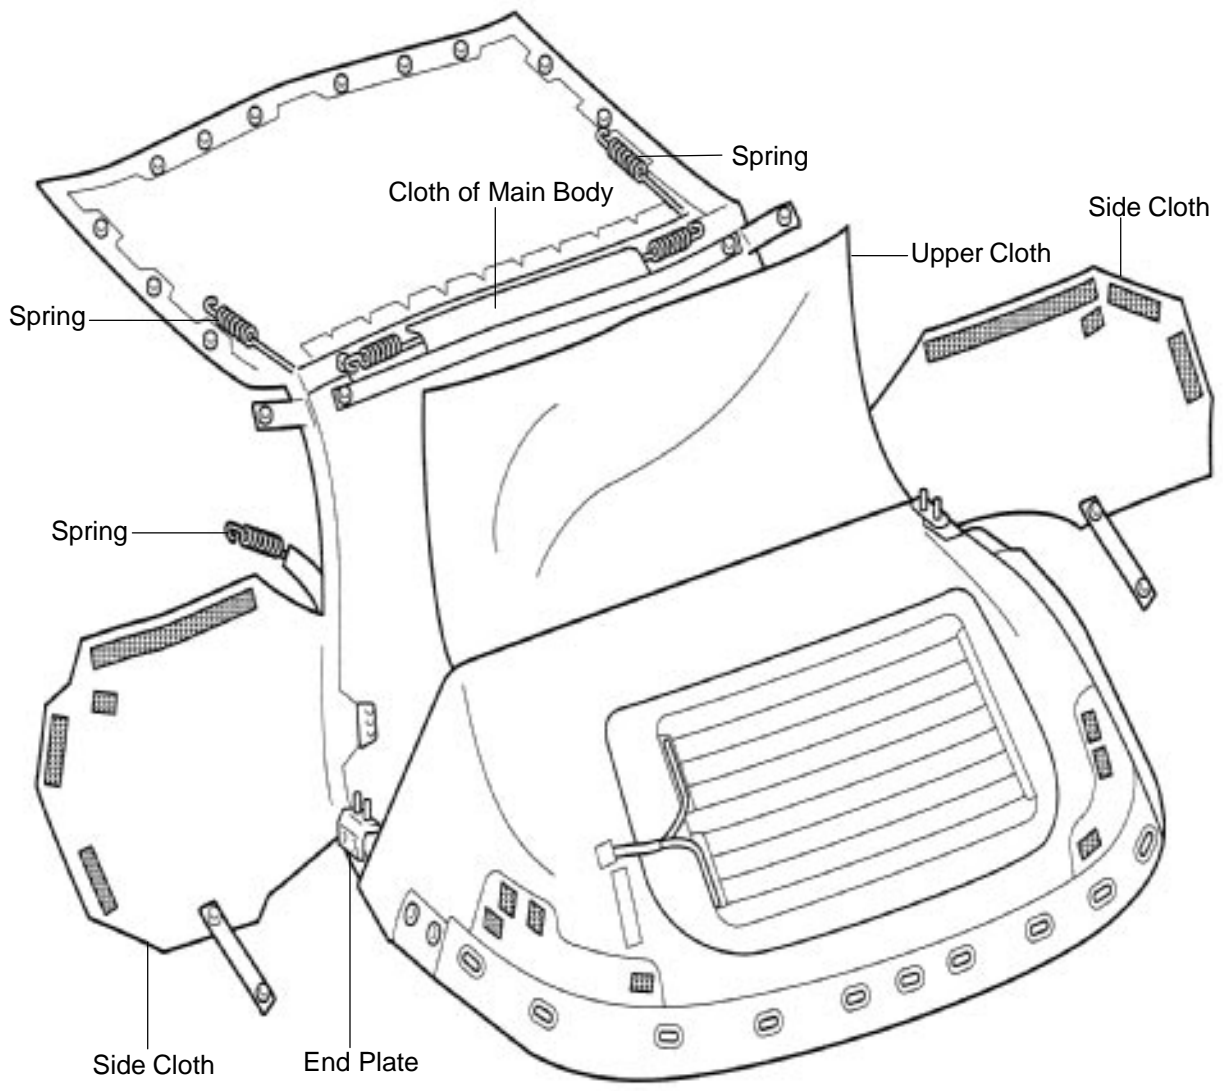 Spring
Cloth of Main Body
Side Cloth
Upper Cloth
Spring
Spring
Side Cloth
End Plate